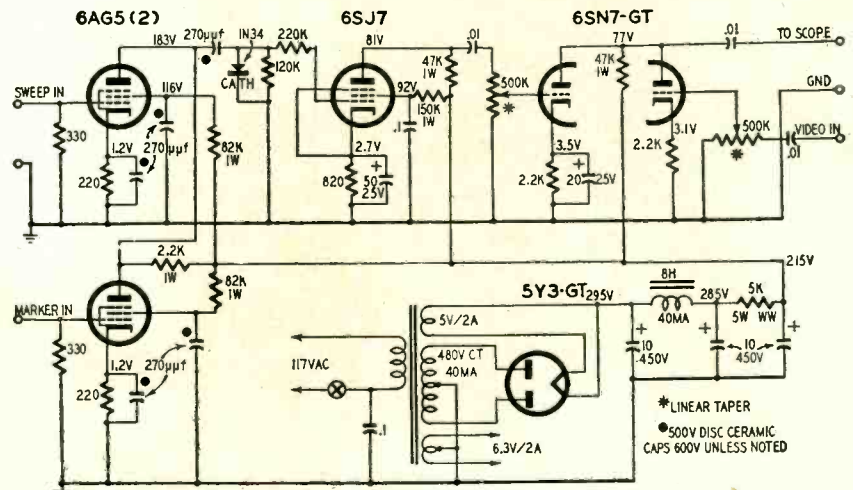 6AG5(2)
6SJ7
6SN7-GT
183V
270µµf
1N34
220K
81V
.01
77V
.01
TO SCOPE
47K
1W
47K
1W
CATH
120K
116V
92V
500K
*
GND
SWEEP IN
150K
1W
.1
330
1.2V
270µµf
82K
1W
2.7V
3.5V
3.1V
2.2K
500K
*
VIDEO IN
.01
220
820
+
50
25V
2.2K
+
20
25V
2.2K
1W
215V
82K
1W
5Y3-GT
295V
8H
285V
5K
MARKER IN
5V/2A
40MA
5W WW
330
1.2V
270µµf
117VAC
480V CT
40MA
+
10
450V
+
10
450V
+
220
.1
6.3V/2A
*LINEAR TAPER
●500V DISC CERAMIC
CAPS 600V UNLESS NOTED